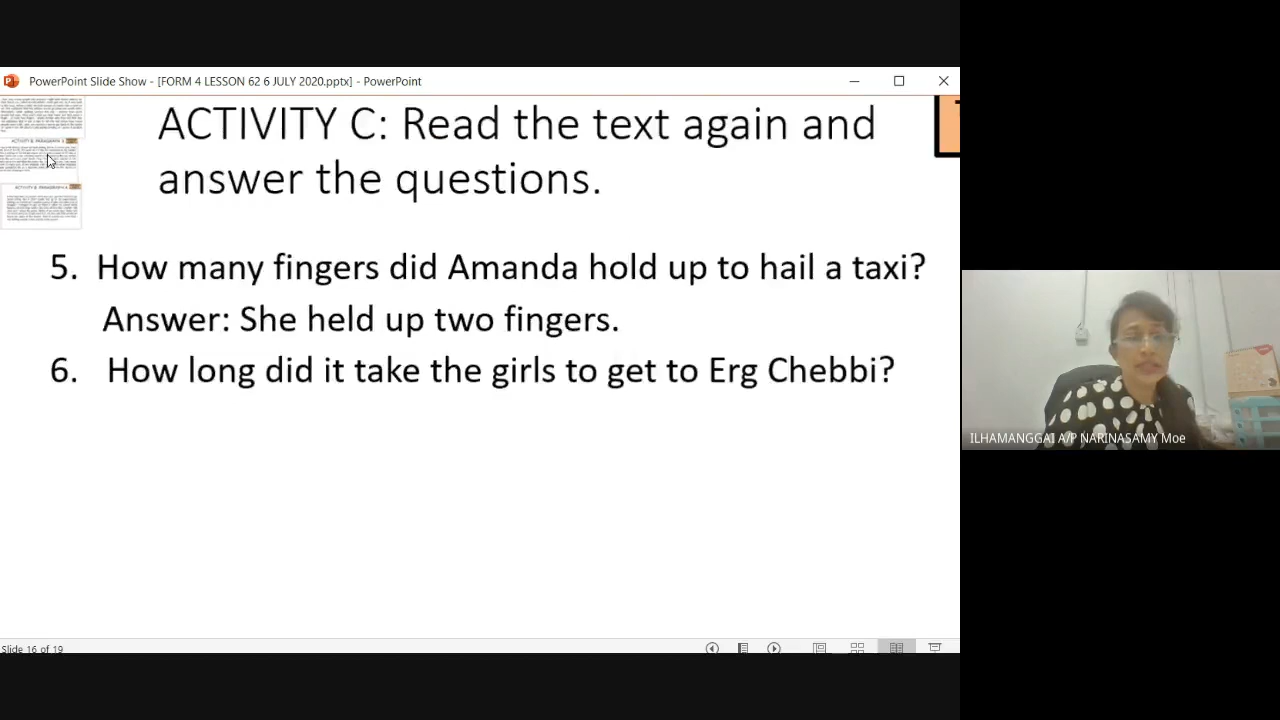 PowerPoint Slide Show - [FORM 4 LESSON 62 6 JULY 2020.pptx] - PowerPoint
ACTIVITY C: Read the text again and
answer the questions.
5. How many fingers did Amanda hold up to hail a taxi?
Answer: She held up two fingers.
6. How long did it take the girls to get to Erg Chebbi?
ILHAMANGGAI A/P NARINASAMY Moe
Slide 16 of 19